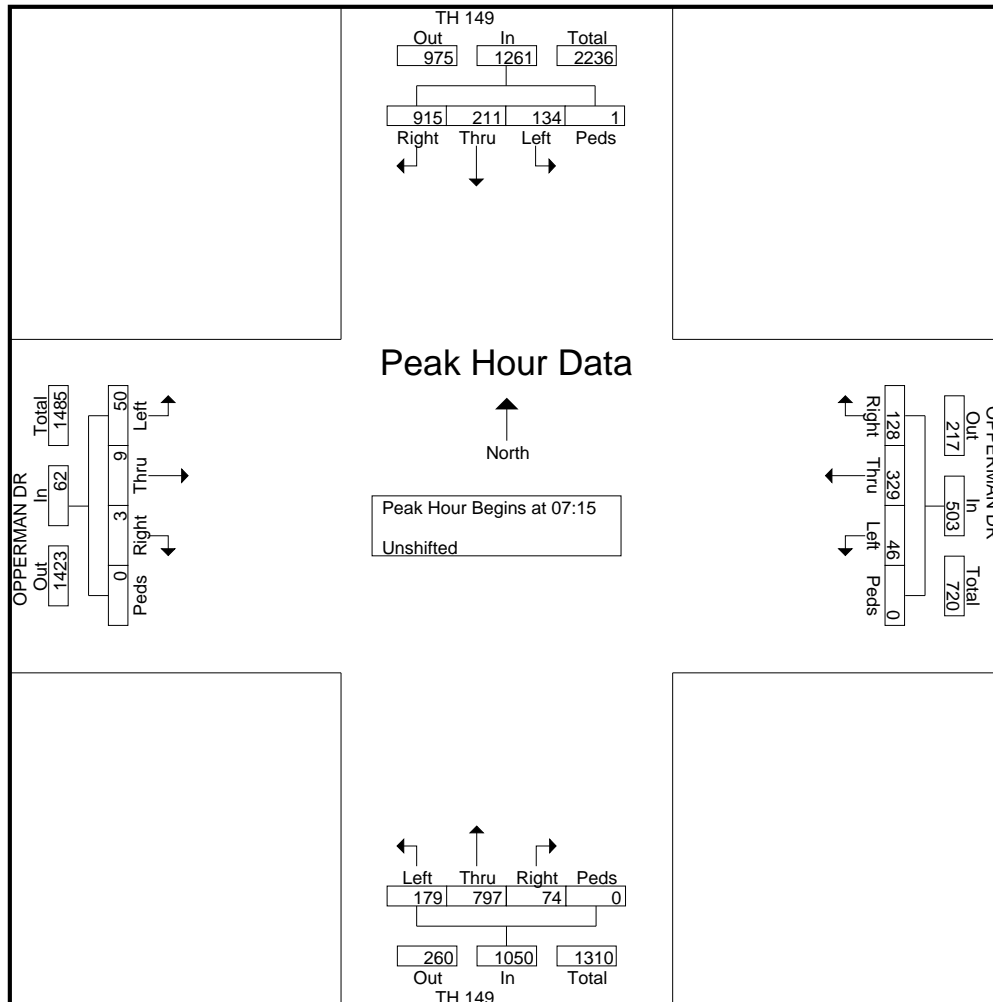 TH 149
Out In Total
975 1261 2236
915 211 134 1
Right Thru Left Peds
Peak Hour Data
North
Peak Hour Begins at 07:15
Unshifted
OPPERMAN DR
Out In Total
1423 62 1485
50 9 3 0
Left Thru Right Peds
OPPERMAN DR
Out In Total
217 503 720
128 329 46 0
Right Thru Left Peds
Left Thru Right Peds
179 797 74 0
260 1050 1310
Out In Total
TH 149